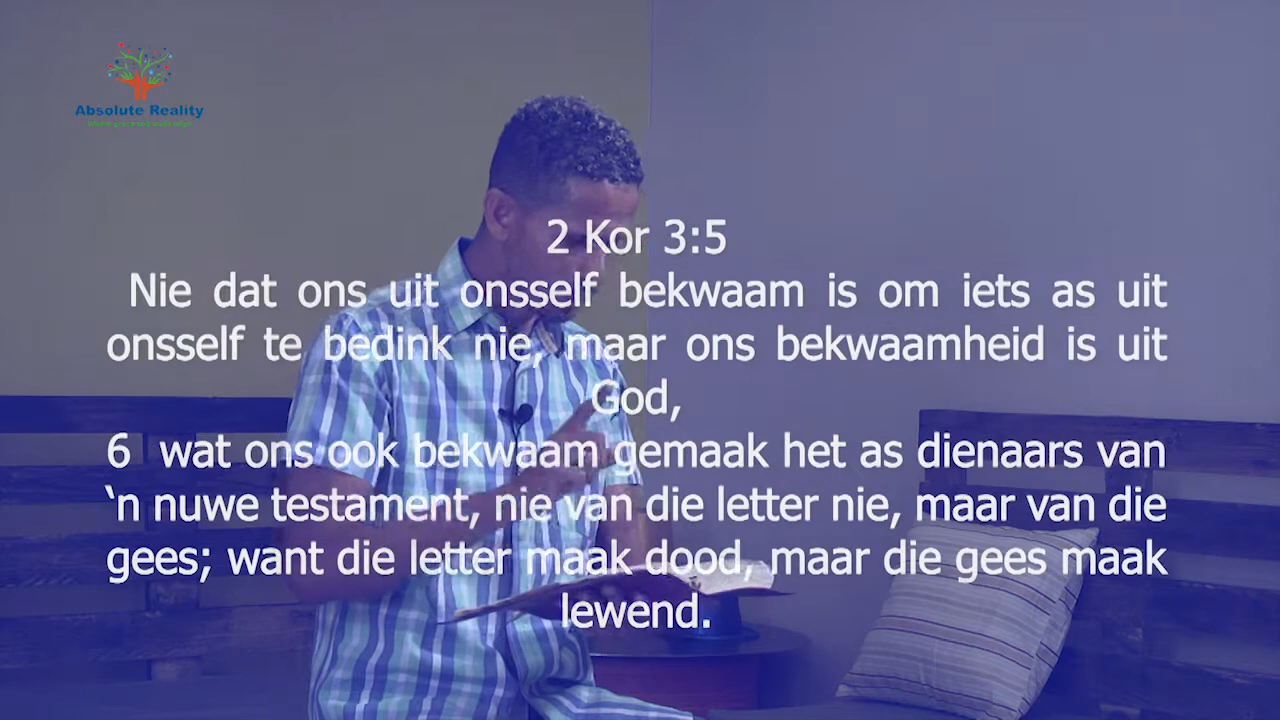 Absolute Reality
2 Kor 3:5
Nie dat ons uit onsself bekwaam is om iets as uit
onsself te bedink nie, maar ons bekwaamheid is uit
God,
6 wat ons ook bekwaam gemaak het as dienaars van
‘n nuwe testament, nie van die letter nie, maar van die
gees; want die letter maak dood, maar die gees maak
lewend.